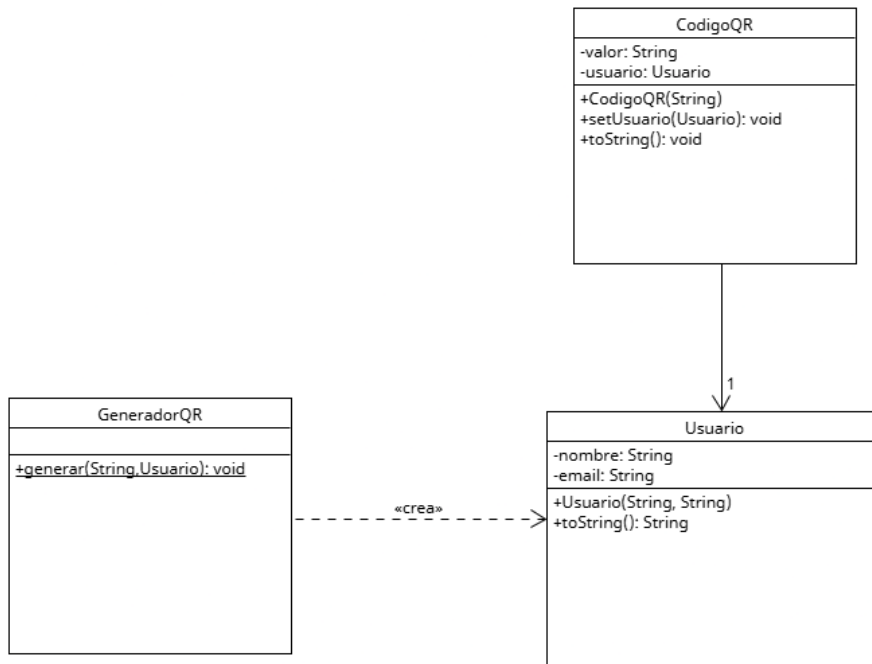 CodigoQR
-valor: String
-usuario: Usuario
+CodigoQR(String)
+setUsuario(Usuario): void
+toString(): void
1
GeneradorQR
+generar(String,Usuario): void
«crea»
Usuario
-nombre: String
-email: String
+Usuario(String, String)
+toString(): String